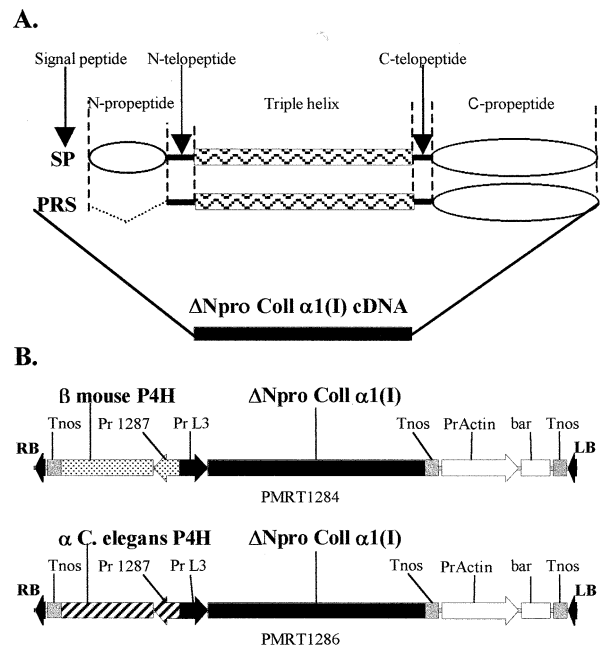 A.
Signal peptide N-telopeptide C-telopeptide
N-propeptide Triple helix C-propeptide
SP
PRS
ΔNpro Coll α1(I) cDNA
B.
β mouse P4H ΔNpro Coll α1(I)
Tnos Pr 1287 Pr L3 Tnos PrActin bar Tnos
RB LB
PMRT1284
α C. elegans P4H ΔNpro Coll α1(I)
Tnos Pr 1287 Pr L3 Tnos PrActin bar Tnos
RB LB
PMRT1286